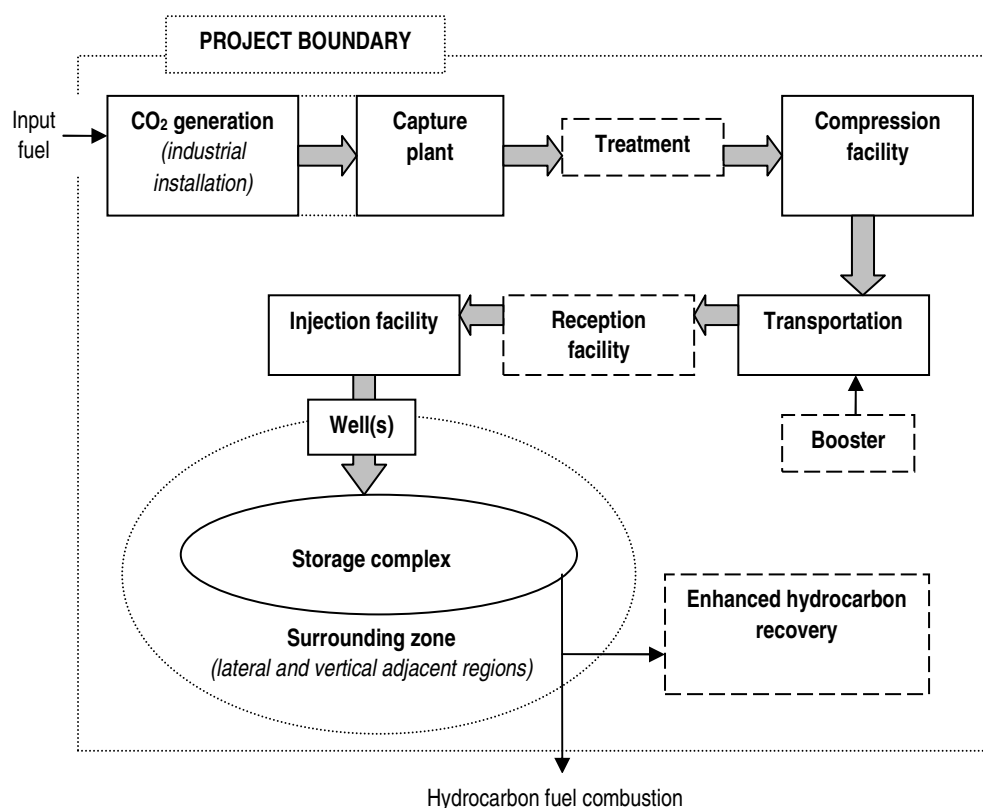 PROJECT BOUNDARY
Input
fuel
CO₂ generation
(industrial
installation)
Capture
plant
Treatment
Compression
facility
Injection facility
Reception
facility
Transportation
Well(s)
Booster
Storage complex
Surrounding zone
(lateral and vertical adjacent regions)
Enhanced hydrocarbon
recovery
Hydrocarbon fuel combustion